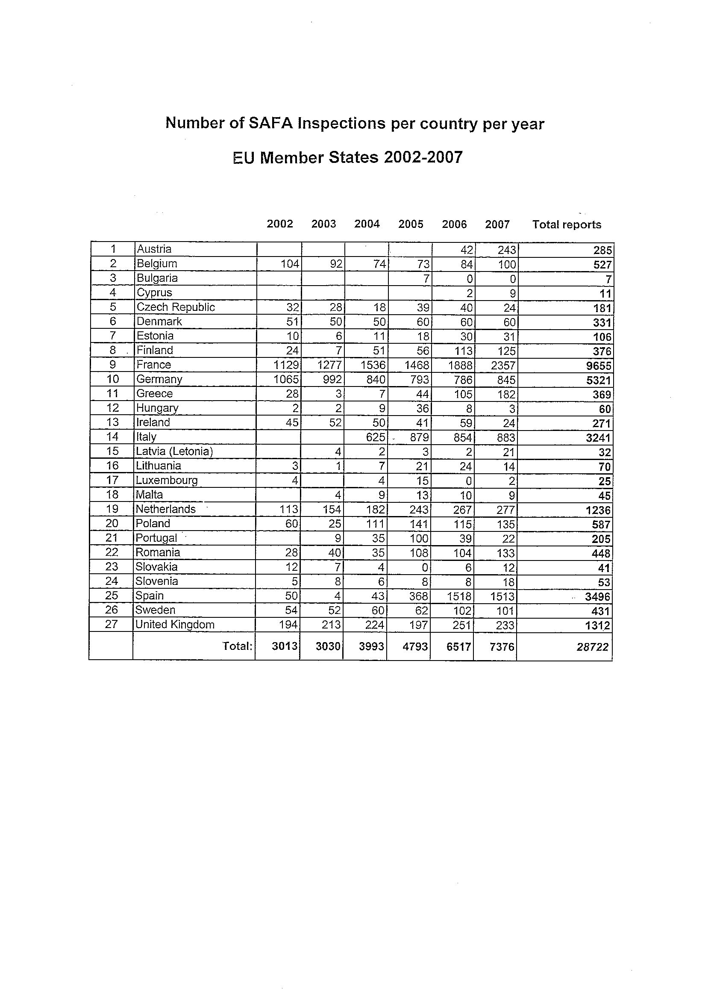 Number of SAFA Inspections per country per year
EU Member States 2002-2007
2002 2003 2004 2005 2006 2007 Total reports
1 Austria 42 243 285
2 Belgium 104 92 74 73 84 100 527
3 Bulgaria 7 0 0 7
4 Cyprus 2 9 11
5 Czech Republic 32 28 18 39 40 24 181
6 Denmark 51 50 50 60 60 60 331
7 Estonia 10 6 11 18 30 31 106
8 Finland 24 7 51 56 113 125 376
9 France 1129 1277 1536 1468 1888 2357 9655
10 Germany 1065 992 840 793 786 845 5321
11 Greece 28 3 7 44 105 182 369
12 Hungary 2 2 9 36 8 3 60
13 Ireland 45 52 50 41 59 24 271
14 Italy 625 879 854 883 3241
15 Latvia (Letonia) 4 2 3 2 21 32
16 Lithuania 3 1 7 21 24 14 70
17 Luxembourg 4 4 15 0 2 25
18 Malta 4 9 13 10 9 45
19 Netherlands 113 154 182 243 267 277 1236
20 Poland 60 25 111 141 115 135 587
21 Portugal 9 35 100 39 22 205
22 Romania 28 40 35 108 104 133 448
23 Slovakia 12 7 4 0 6 12 41
24 Slovenia 5 8 6 8 8 18 53
25 Spain 50 4 43 368 1518 1513 3496
26 Sweden 54 52 60 62 102 101 431
27 United Kingdom 194 213 224 197 251 233 1312
Total: 3013 3030 3993 4793 6517 7376 28722